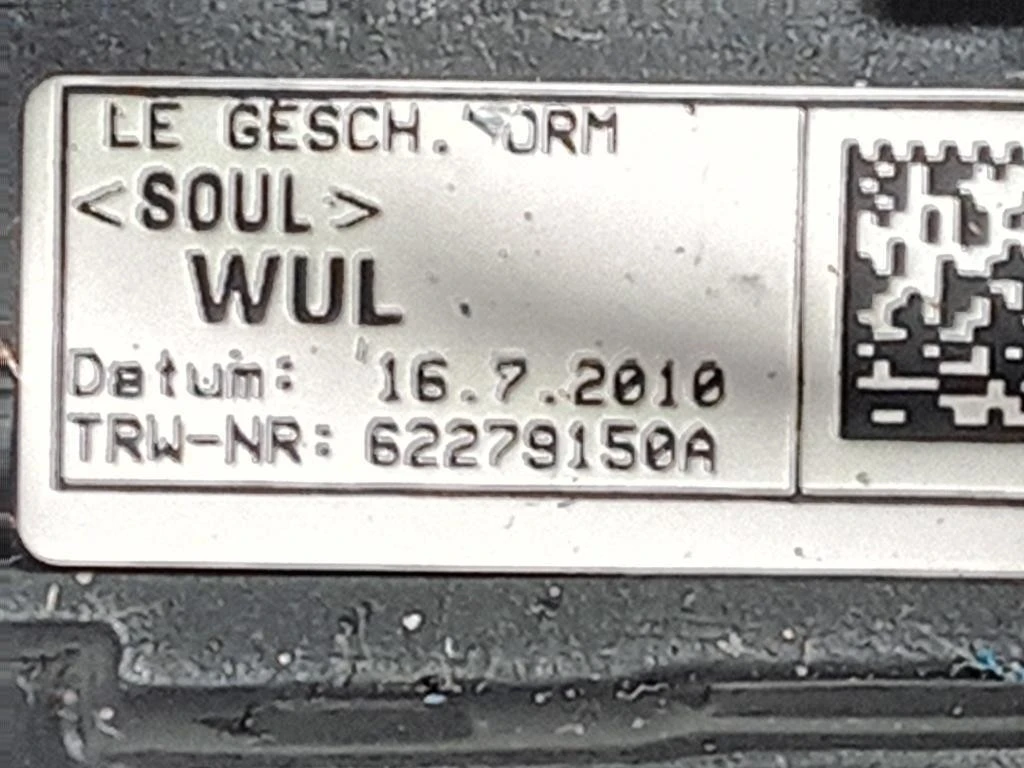 LE GESCH.
<SOUL>
WUL
Datum: 16.7.2010
TRW-NR: 62279150A